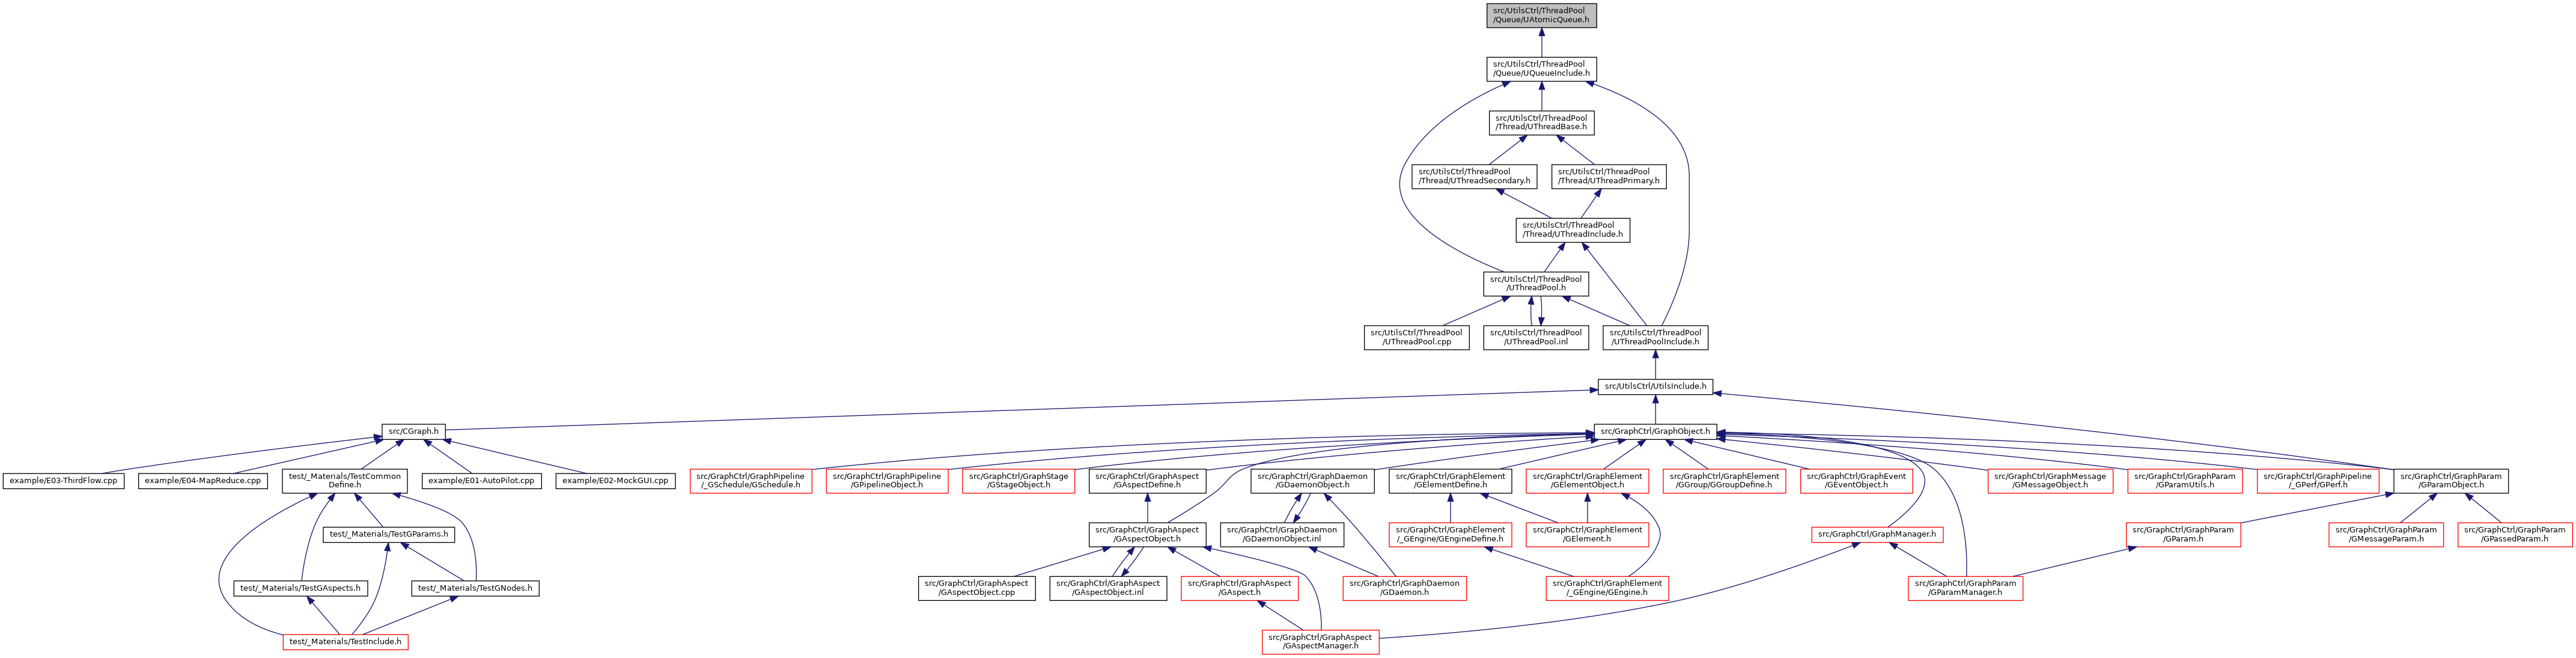 src/UtilsCtrl/ThreadPool
/Queue/UAtomicQueue.h
src/UtilsCtrl/ThreadPool
/Queue/UQueueInclude.h
src/UtilsCtrl/ThreadPool
/Thread/UThreadBase.h
src/UtilsCtrl/ThreadPool
/Thread/UThreadSecondary.h
src/UtilsCtrl/ThreadPool
/Thread/UThreadPrimary.h
src/UtilsCtrl/ThreadPool
/Thread/UThreadInclude.h
src/UtilsCtrl/ThreadPool
/UThreadPool.h
src/UtilsCtrl/ThreadPool
/UThreadPool.cpp
src/UtilsCtrl/ThreadPool
/UThreadPool.inl
src/UtilsCtrl/ThreadPool
/UThreadPoolInclude.h
src/UtilsCtrl/UtilsInclude.h
src/CGraph.h
src/GraphCtrl/GraphObject.h
example/E03-ThirdFlow.cpp
example/E04-MapReduce.cpp
test/_Materials/TestCommon
Define.h
example/E01-AutoPilot.cpp
example/E02-MockGUI.cpp
src/GraphCtrl/GraphPipeline
/_GSchedule/GSchedule.h
src/GraphCtrl/GraphPipeline
/GPipelineObject.h
src/GraphCtrl/GraphStage
/GStageObject.h
src/GraphCtrl/GraphAspect
/GAspectDefine.h
src/GraphCtrl/GraphDaemon
/GDaemonObject.h
src/GraphCtrl/GraphElement
/GElementDefine.h
src/GraphCtrl/GraphElement
/GElementObject.h
src/GraphCtrl/GraphElement
/GGroup/GGroupDefine.h
src/GraphCtrl/GraphEvent
/GEventObject.h
src/GraphCtrl/GraphMessage
/GMessageObject.h
src/GraphCtrl/GraphParam
/GParamUtils.h
src/GraphCtrl/GraphPipeline
/_GPerf/GPerf.h
src/GraphCtrl/GraphParam
/GParamObject.h
test/_Materials/TestGParams.h
src/GraphCtrl/GraphAspect
/GAspectObject.h
src/GraphCtrl/GraphDaemon
/GDaemonObject.inl
src/GraphCtrl/GraphElement
/_GEngine/GEngineDefine.h
src/GraphCtrl/GraphElement
/GElement.h
src/GraphCtrl/GraphManager.h
src/GraphCtrl/GraphParam
/GParam.h
src/GraphCtrl/GraphParam
/GMessageParam.h
src/GraphCtrl/GraphParam
/GPassedParam.h
test/_Materials/TestGAspects.h
test/_Materials/TestGNodes.h
src/GraphCtrl/GraphAspect
/GAspectObject.cpp
src/GraphCtrl/GraphAspect
/GAspectObject.inl
src/GraphCtrl/GraphAspect
/GAspect.h
src/GraphCtrl/GraphDaemon
/GDaemon.h
src/GraphCtrl/GraphElement
/_GEngine/GEngine.h
src/GraphCtrl/GraphParam
/GParamManager.h
test/_Materials/TestInclude.h
src/GraphCtrl/GraphAspect
/GAspectManager.h